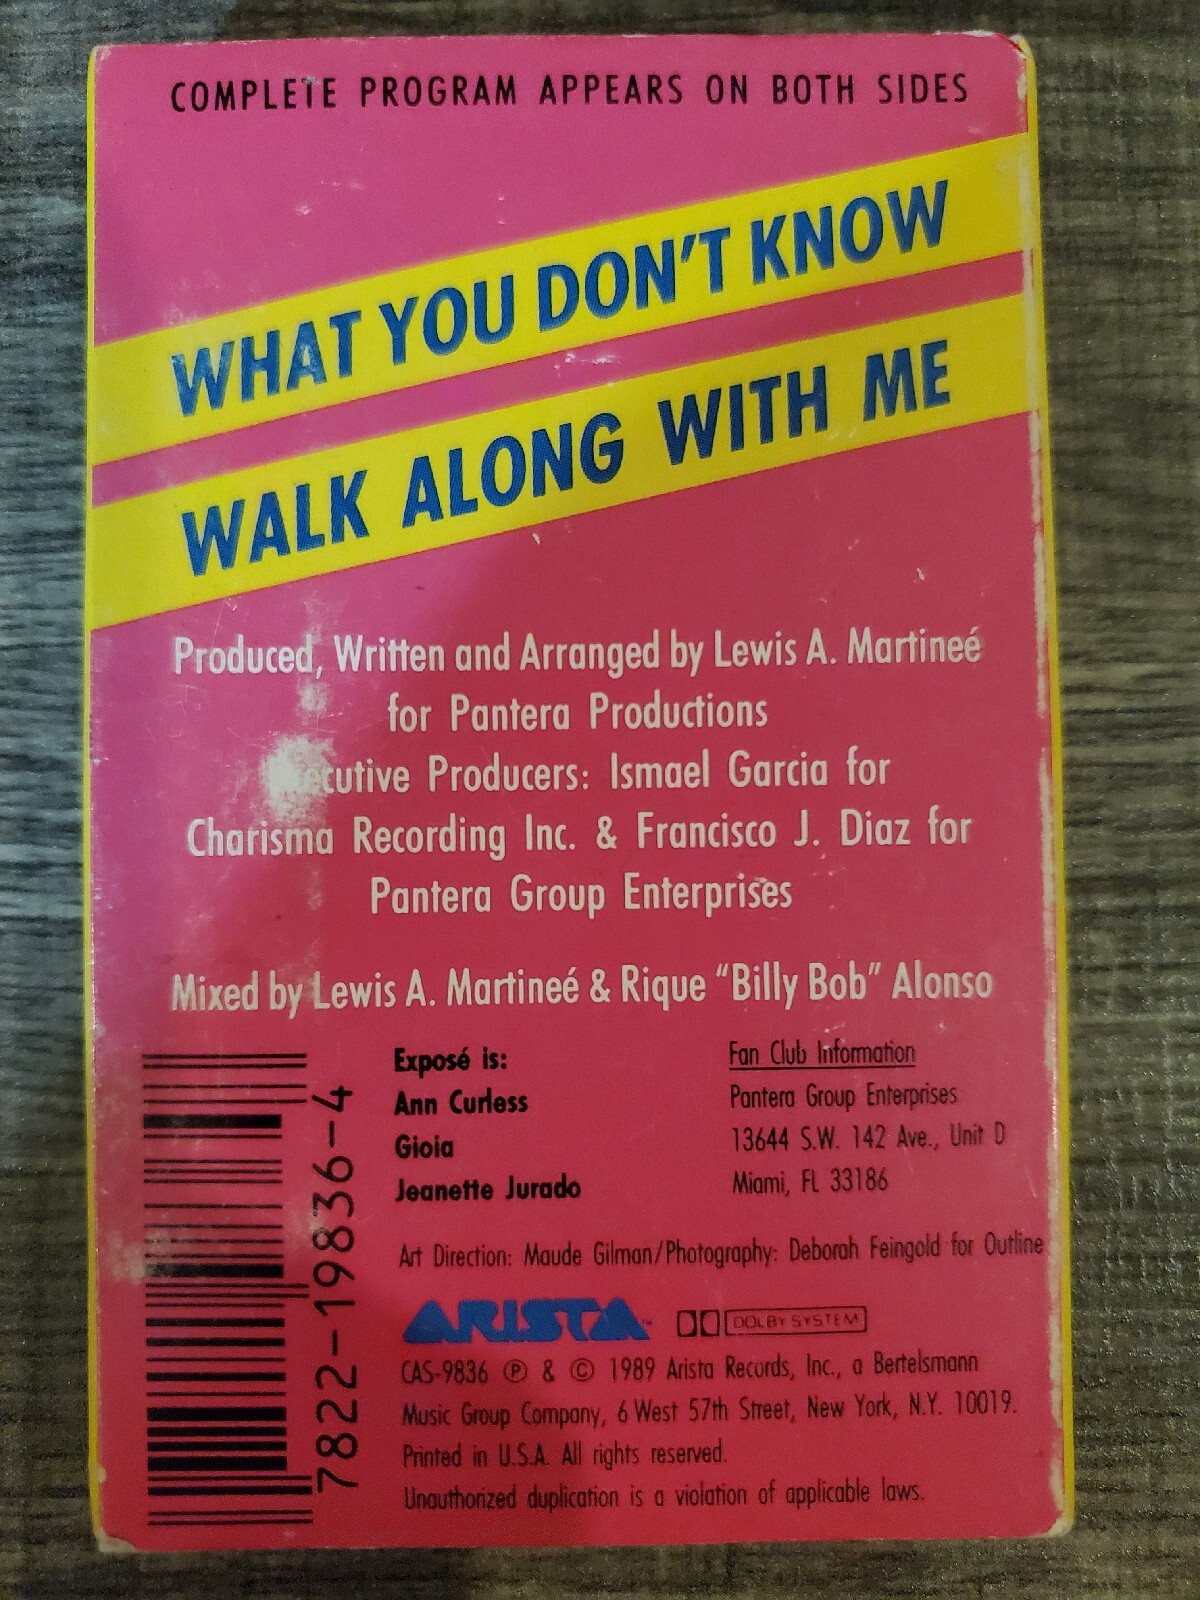 COMPLETE PROGRAM APPEARS ON BOTH SIDES
WHAT YOU DON'T KNOW
WALK ALONG WITH ME
Produced, Written and Arranged by Lewis A. Martineé
for Pantera Productions
Executive Producers: Ismael Garcia for
Charisma Recording Inc. & Francisco J. Diaz for
Pantera Group Enterprises
Mixed by Lewis A. Martineé & Rique “Billy Bob” Alonso
7822-19836-4
Exposé is:
Ann Curless
Gioia
Jeanette Jurado
Fan Club Information
Pantera Group Enterprises
13644 S.W. 142 Ave., Unit D
Miami, FL 33186
Art Direction: Maude Gilman/Photography: Deborah Feingold for Outline
ARISTA™ DOLBY SYSTEM
CAS-9836 ℗ & © 1989 Arista Records, Inc., a Bertelsmann
Music Group Company, 6 West 57th Street, New York, N.Y. 10019.
Printed in U.S.A. All rights reserved.
Unauthorized duplication is a violation of applicable laws.